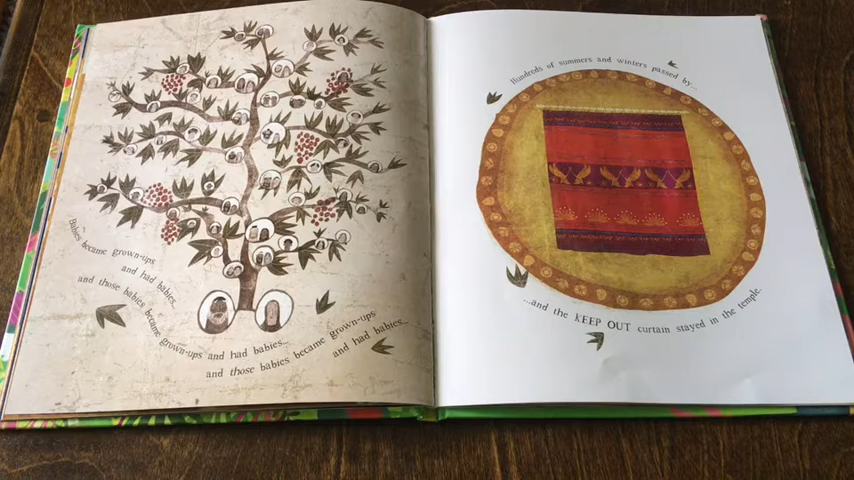 Babies became grown-ups
and had babies...
and those babies became grown-ups and had babies...
and those babies became grown-ups
and had babies...
Hundreds of summers and winters passed by...
...and the KEEP OUT curtain stayed in the temple.